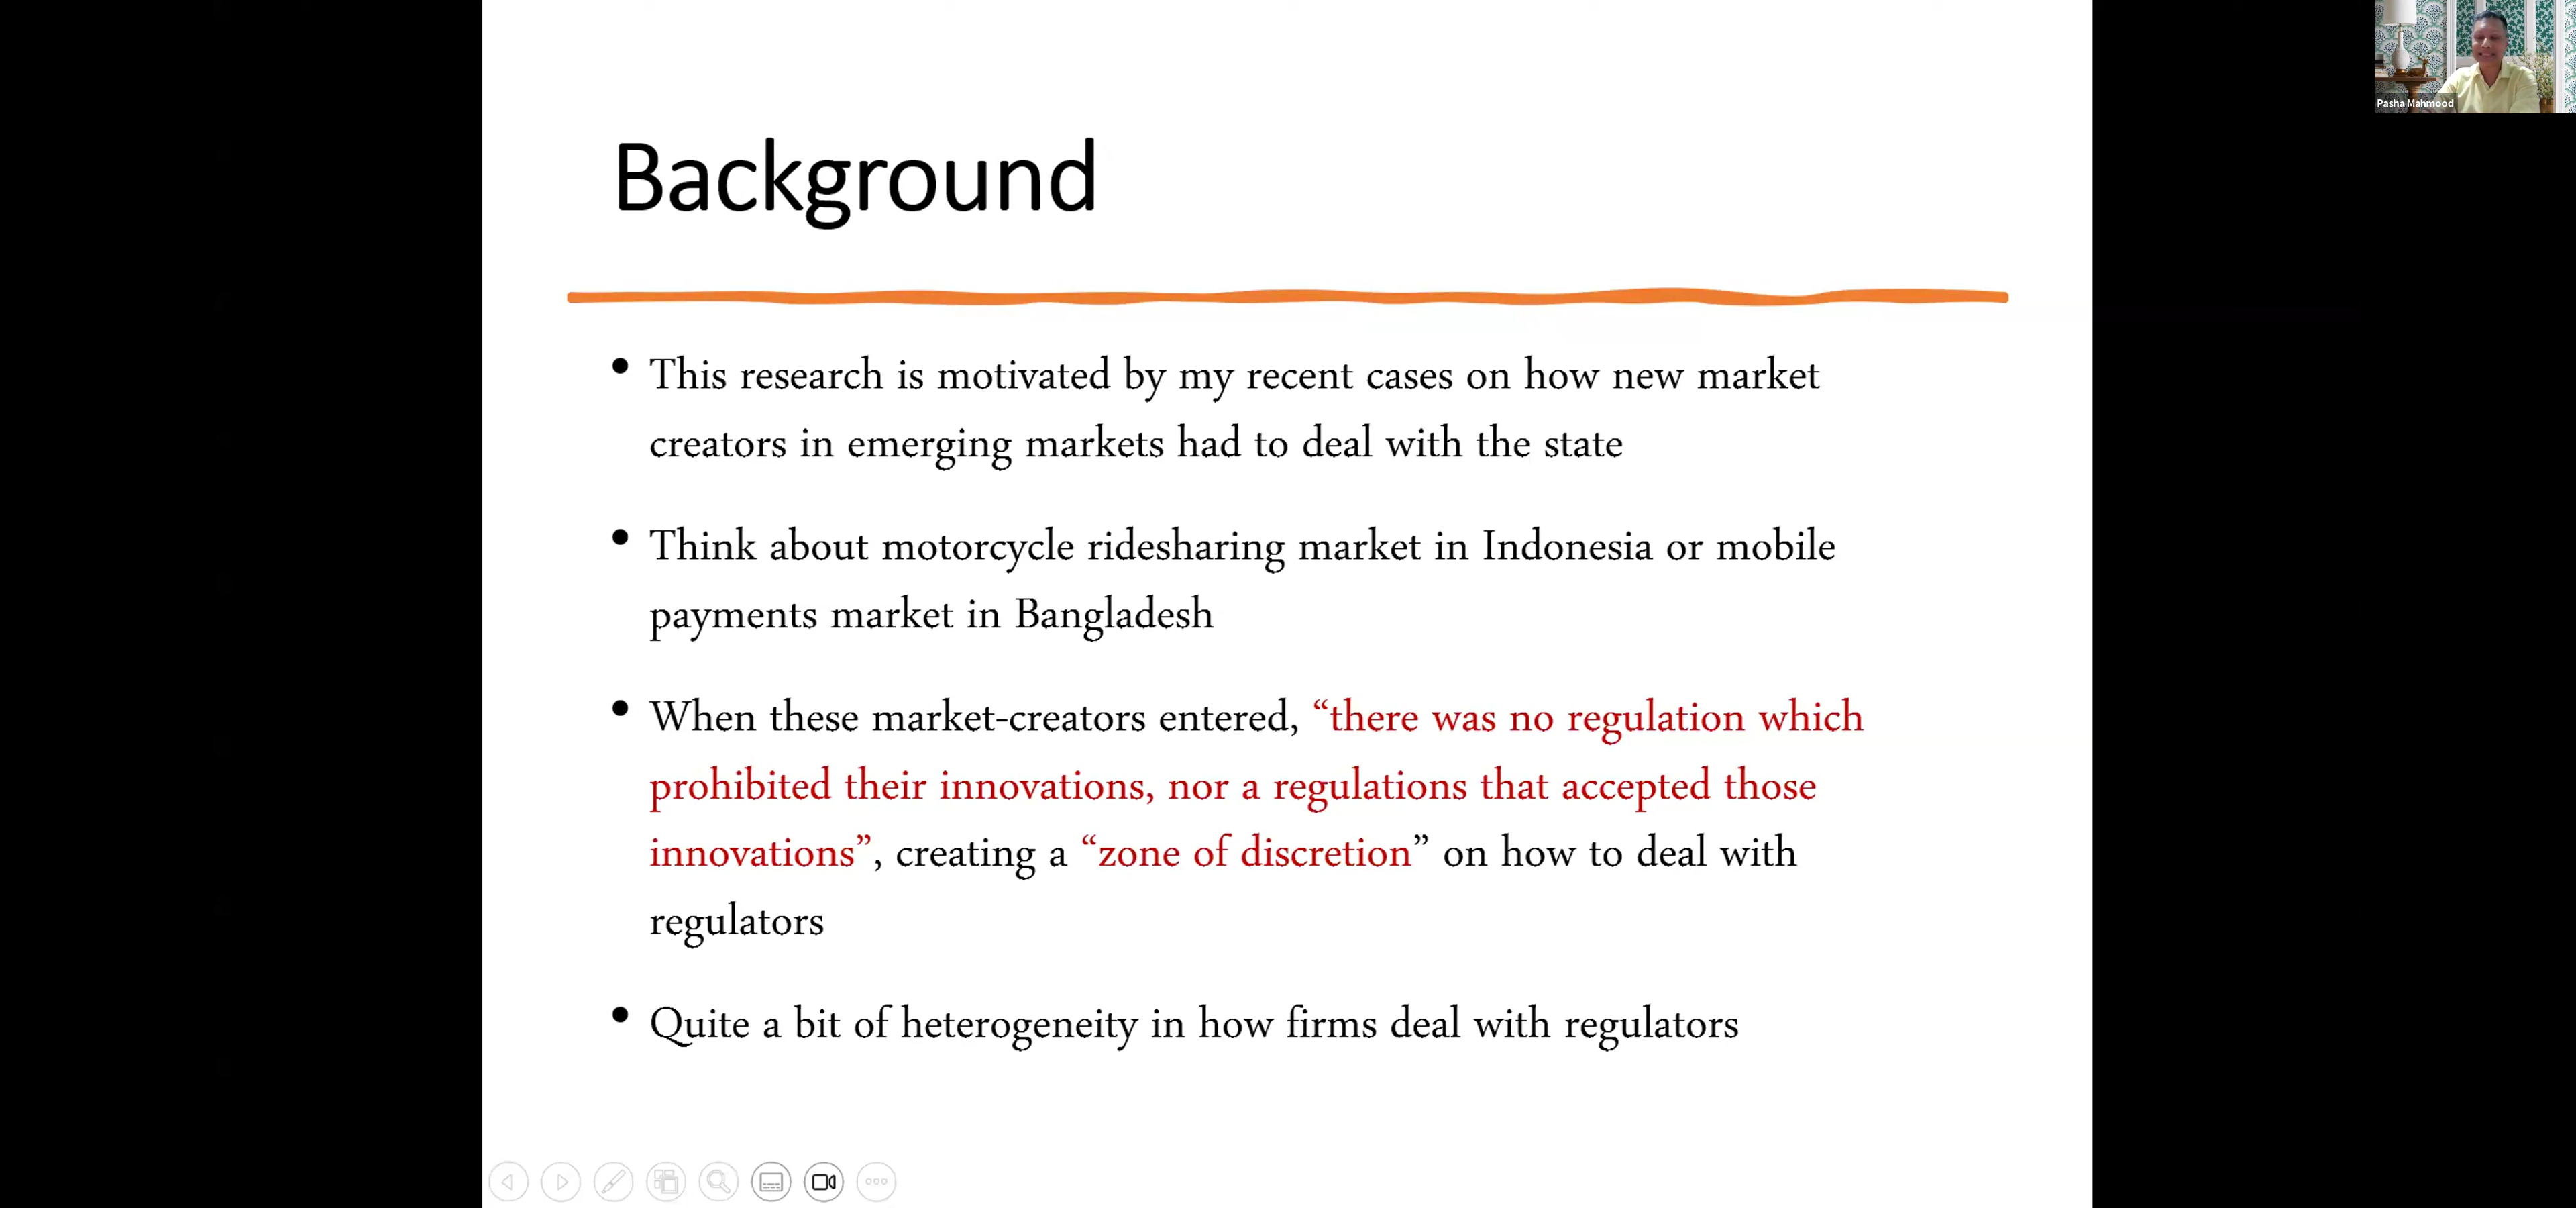 Background
• This research is motivated by my recent cases on how new market
creators in emerging markets had to deal with the state
• Think about motorcycle ridesharing market in Indonesia or mobile
payments market in Bangladesh
• When these market-creators entered, “there was no regulation which
prohibited their innovations, nor a regulations that accepted those
innovations”, creating a “zone of discretion” on how to deal with
regulators
• Quite a bit of heterogeneity in how firms deal with regulators
Pasha Mahmood